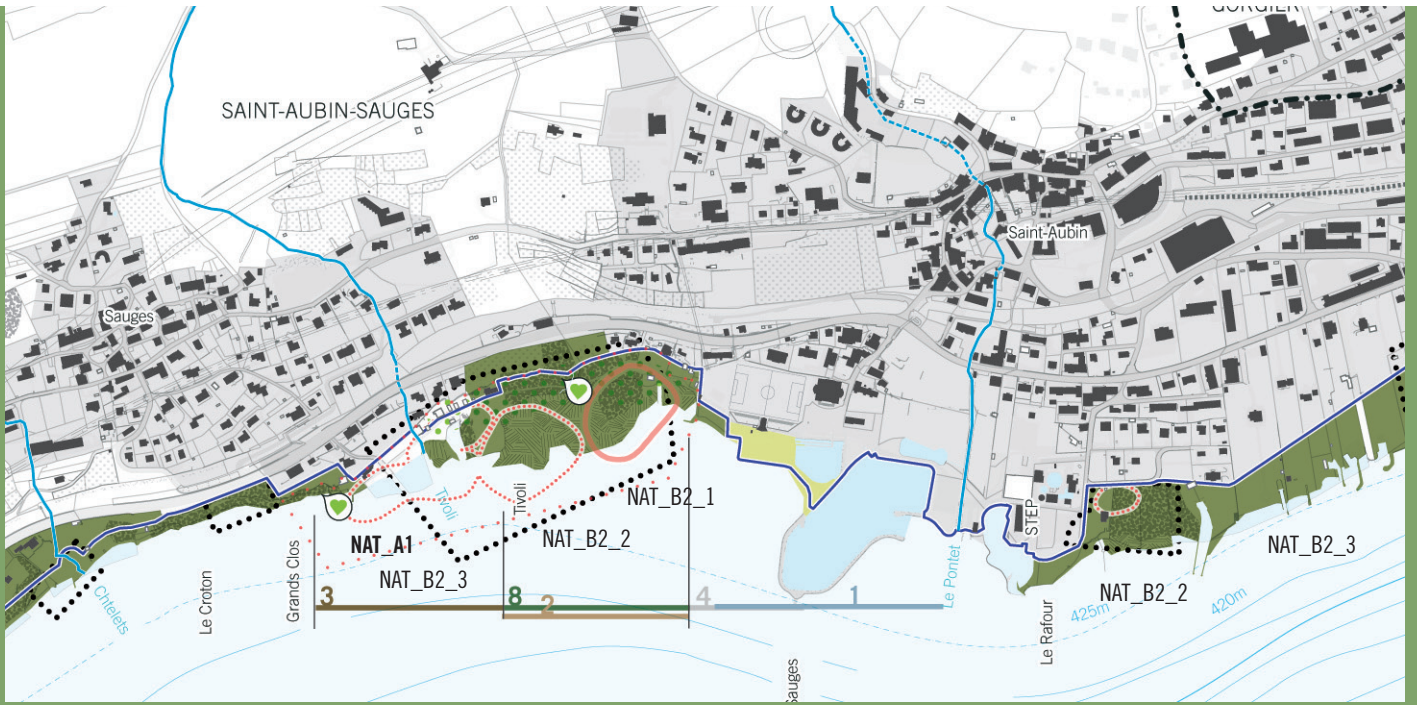 GORGIER
SAINT-AUBIN-SAUGES
Saint-Aubin
Sauges
Tivoli
Tivoli
NAT_B2_1
STEP
NAT_A1
NAT_B2_2
NAT_B2_3
NAT_B2_3
NAT_B2_2
Chtelets
Le Croton
Grands Clos
Le Pontet
Le Rafour
425m
420m
3
8
2
4
1
Sauges